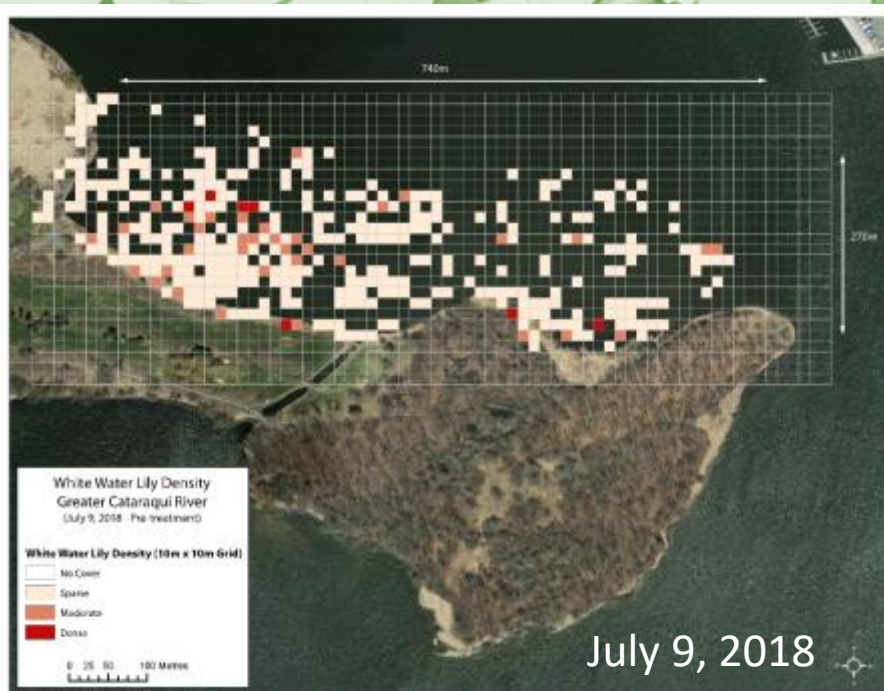 740m
270m
White Water Lily Density
Greater Cataraqui River
(July 9, 2018 Pre-treatment)
White Water Lily Density (10m x 10m Grid)
No Cover
Sparse
Moderate
Dense
0 25 50 100 Metres
July 9, 2018